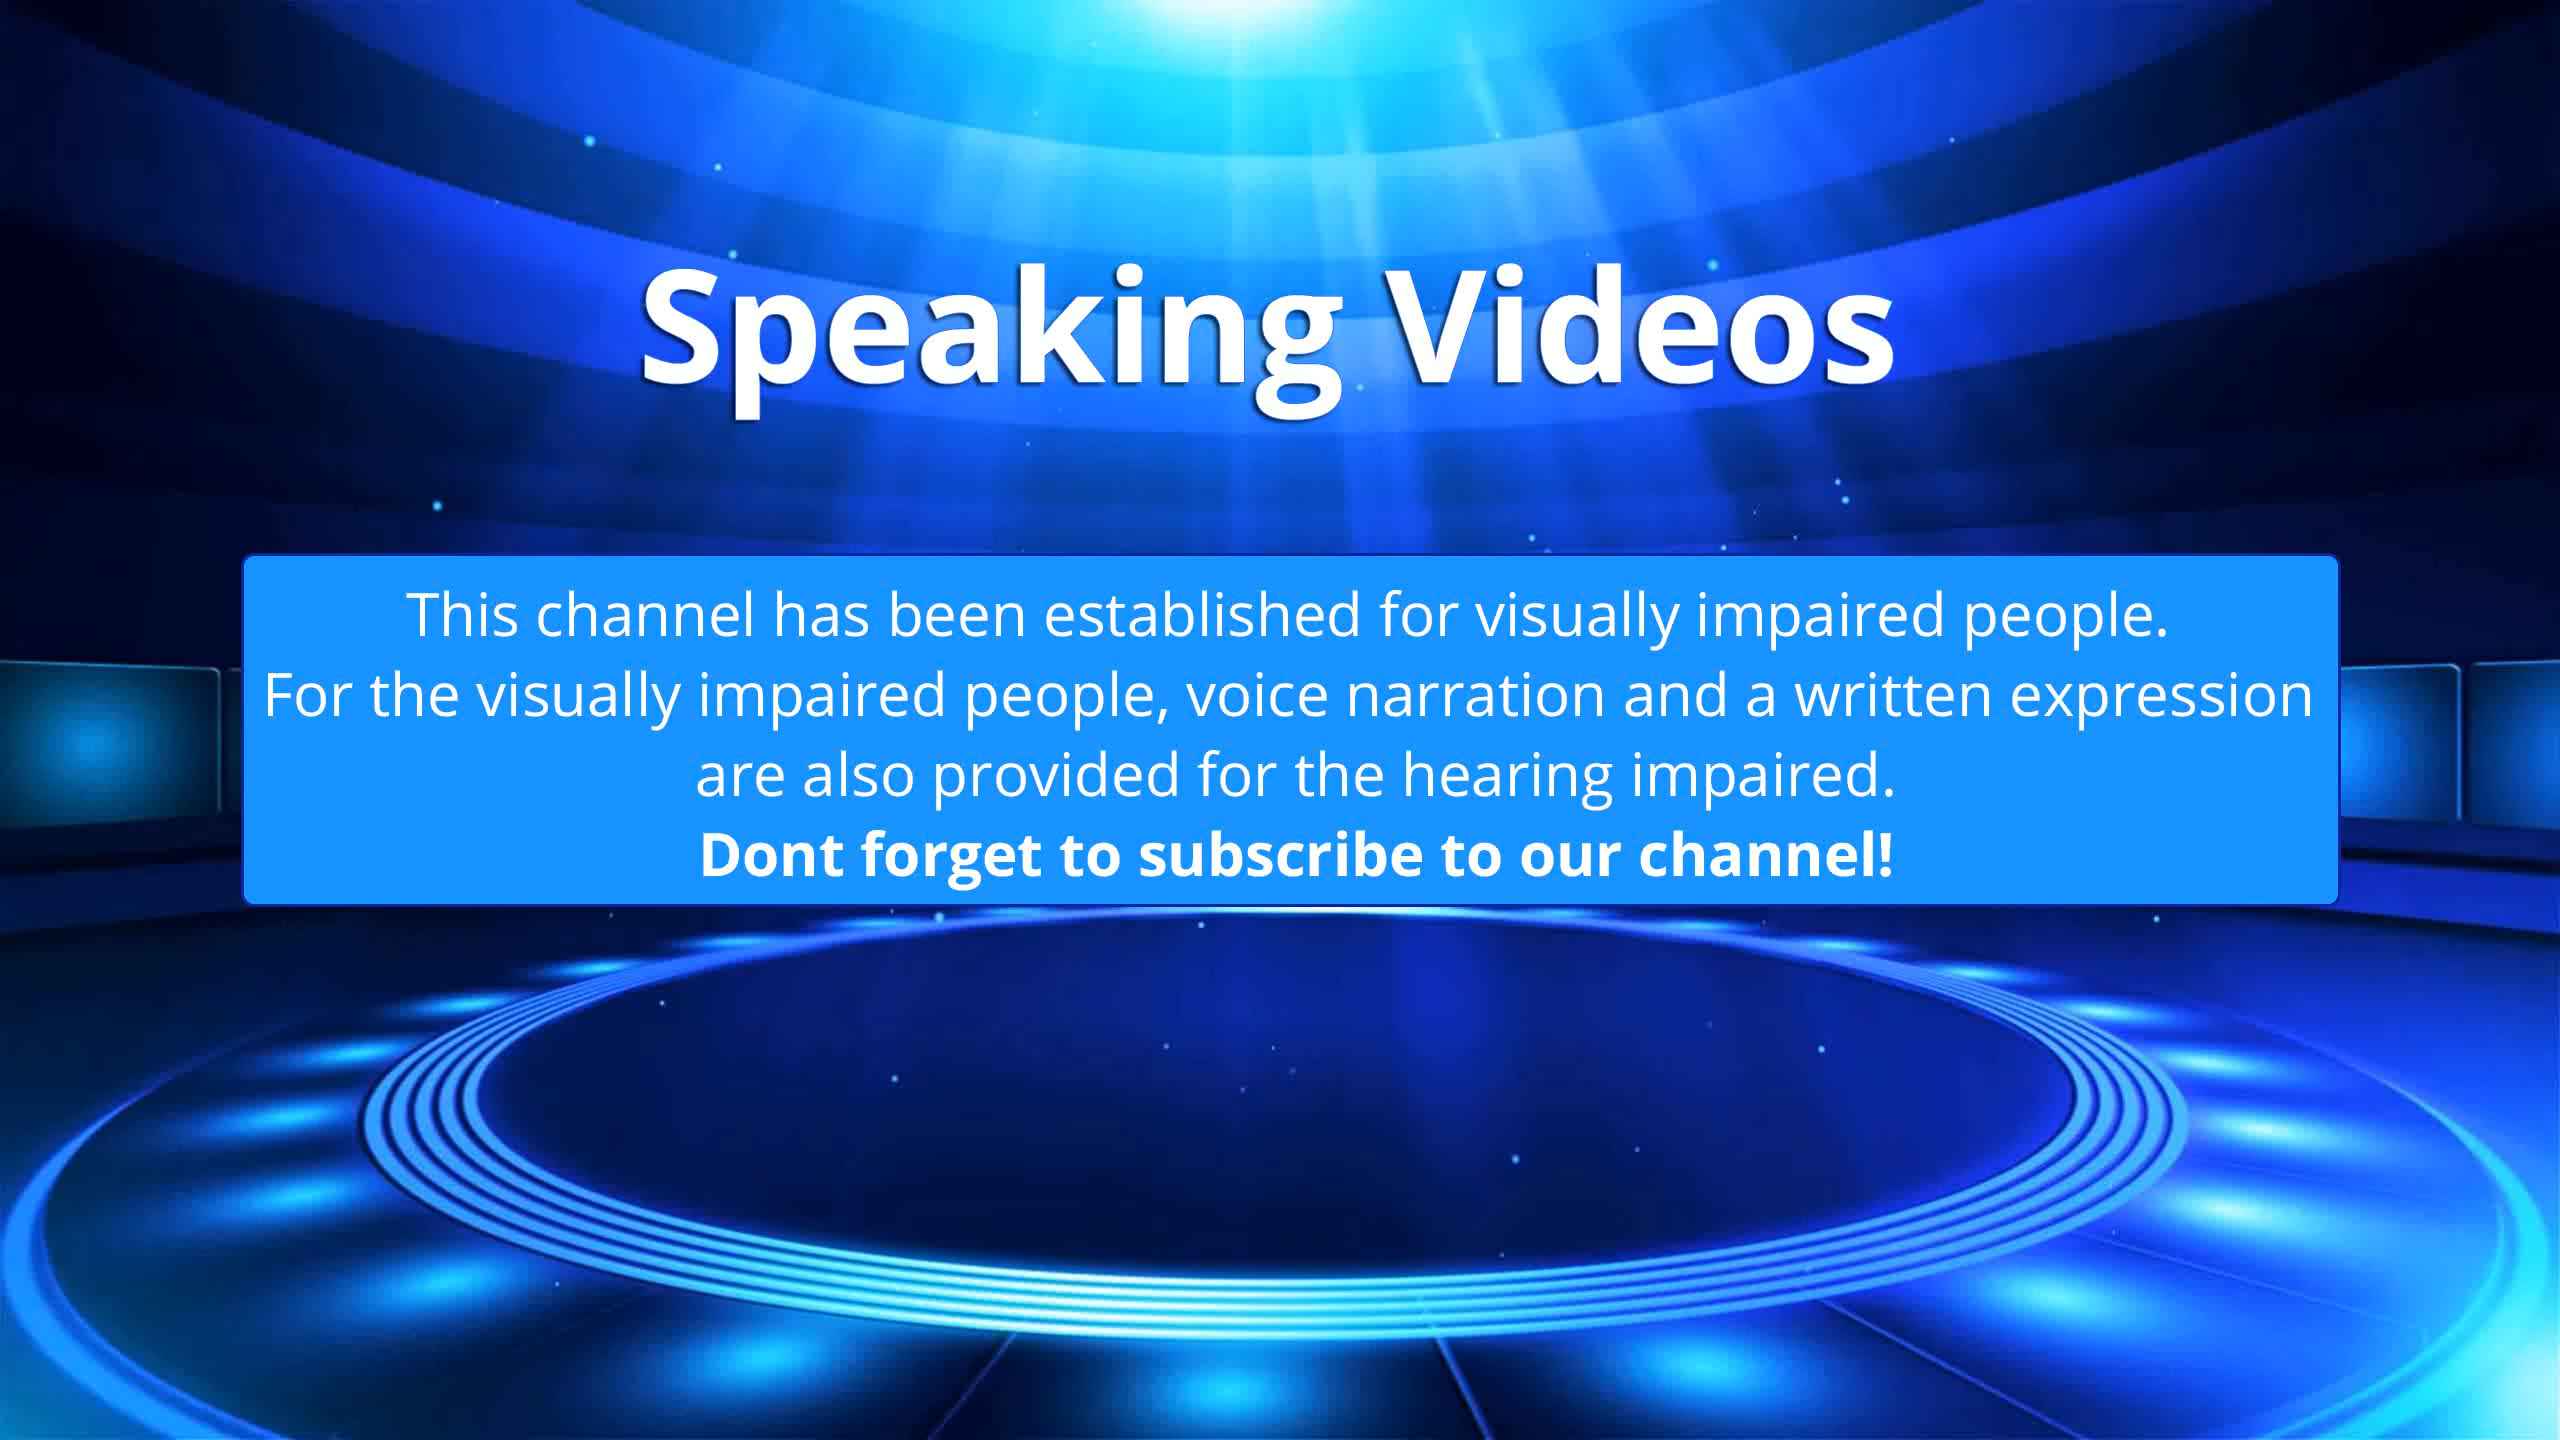 Speaking Videos
This channel has been established for visually impaired people.
For the visually impaired people, voice narration and a written expression
are also provided for the hearing impaired.
Dont forget to subscribe to our channel!